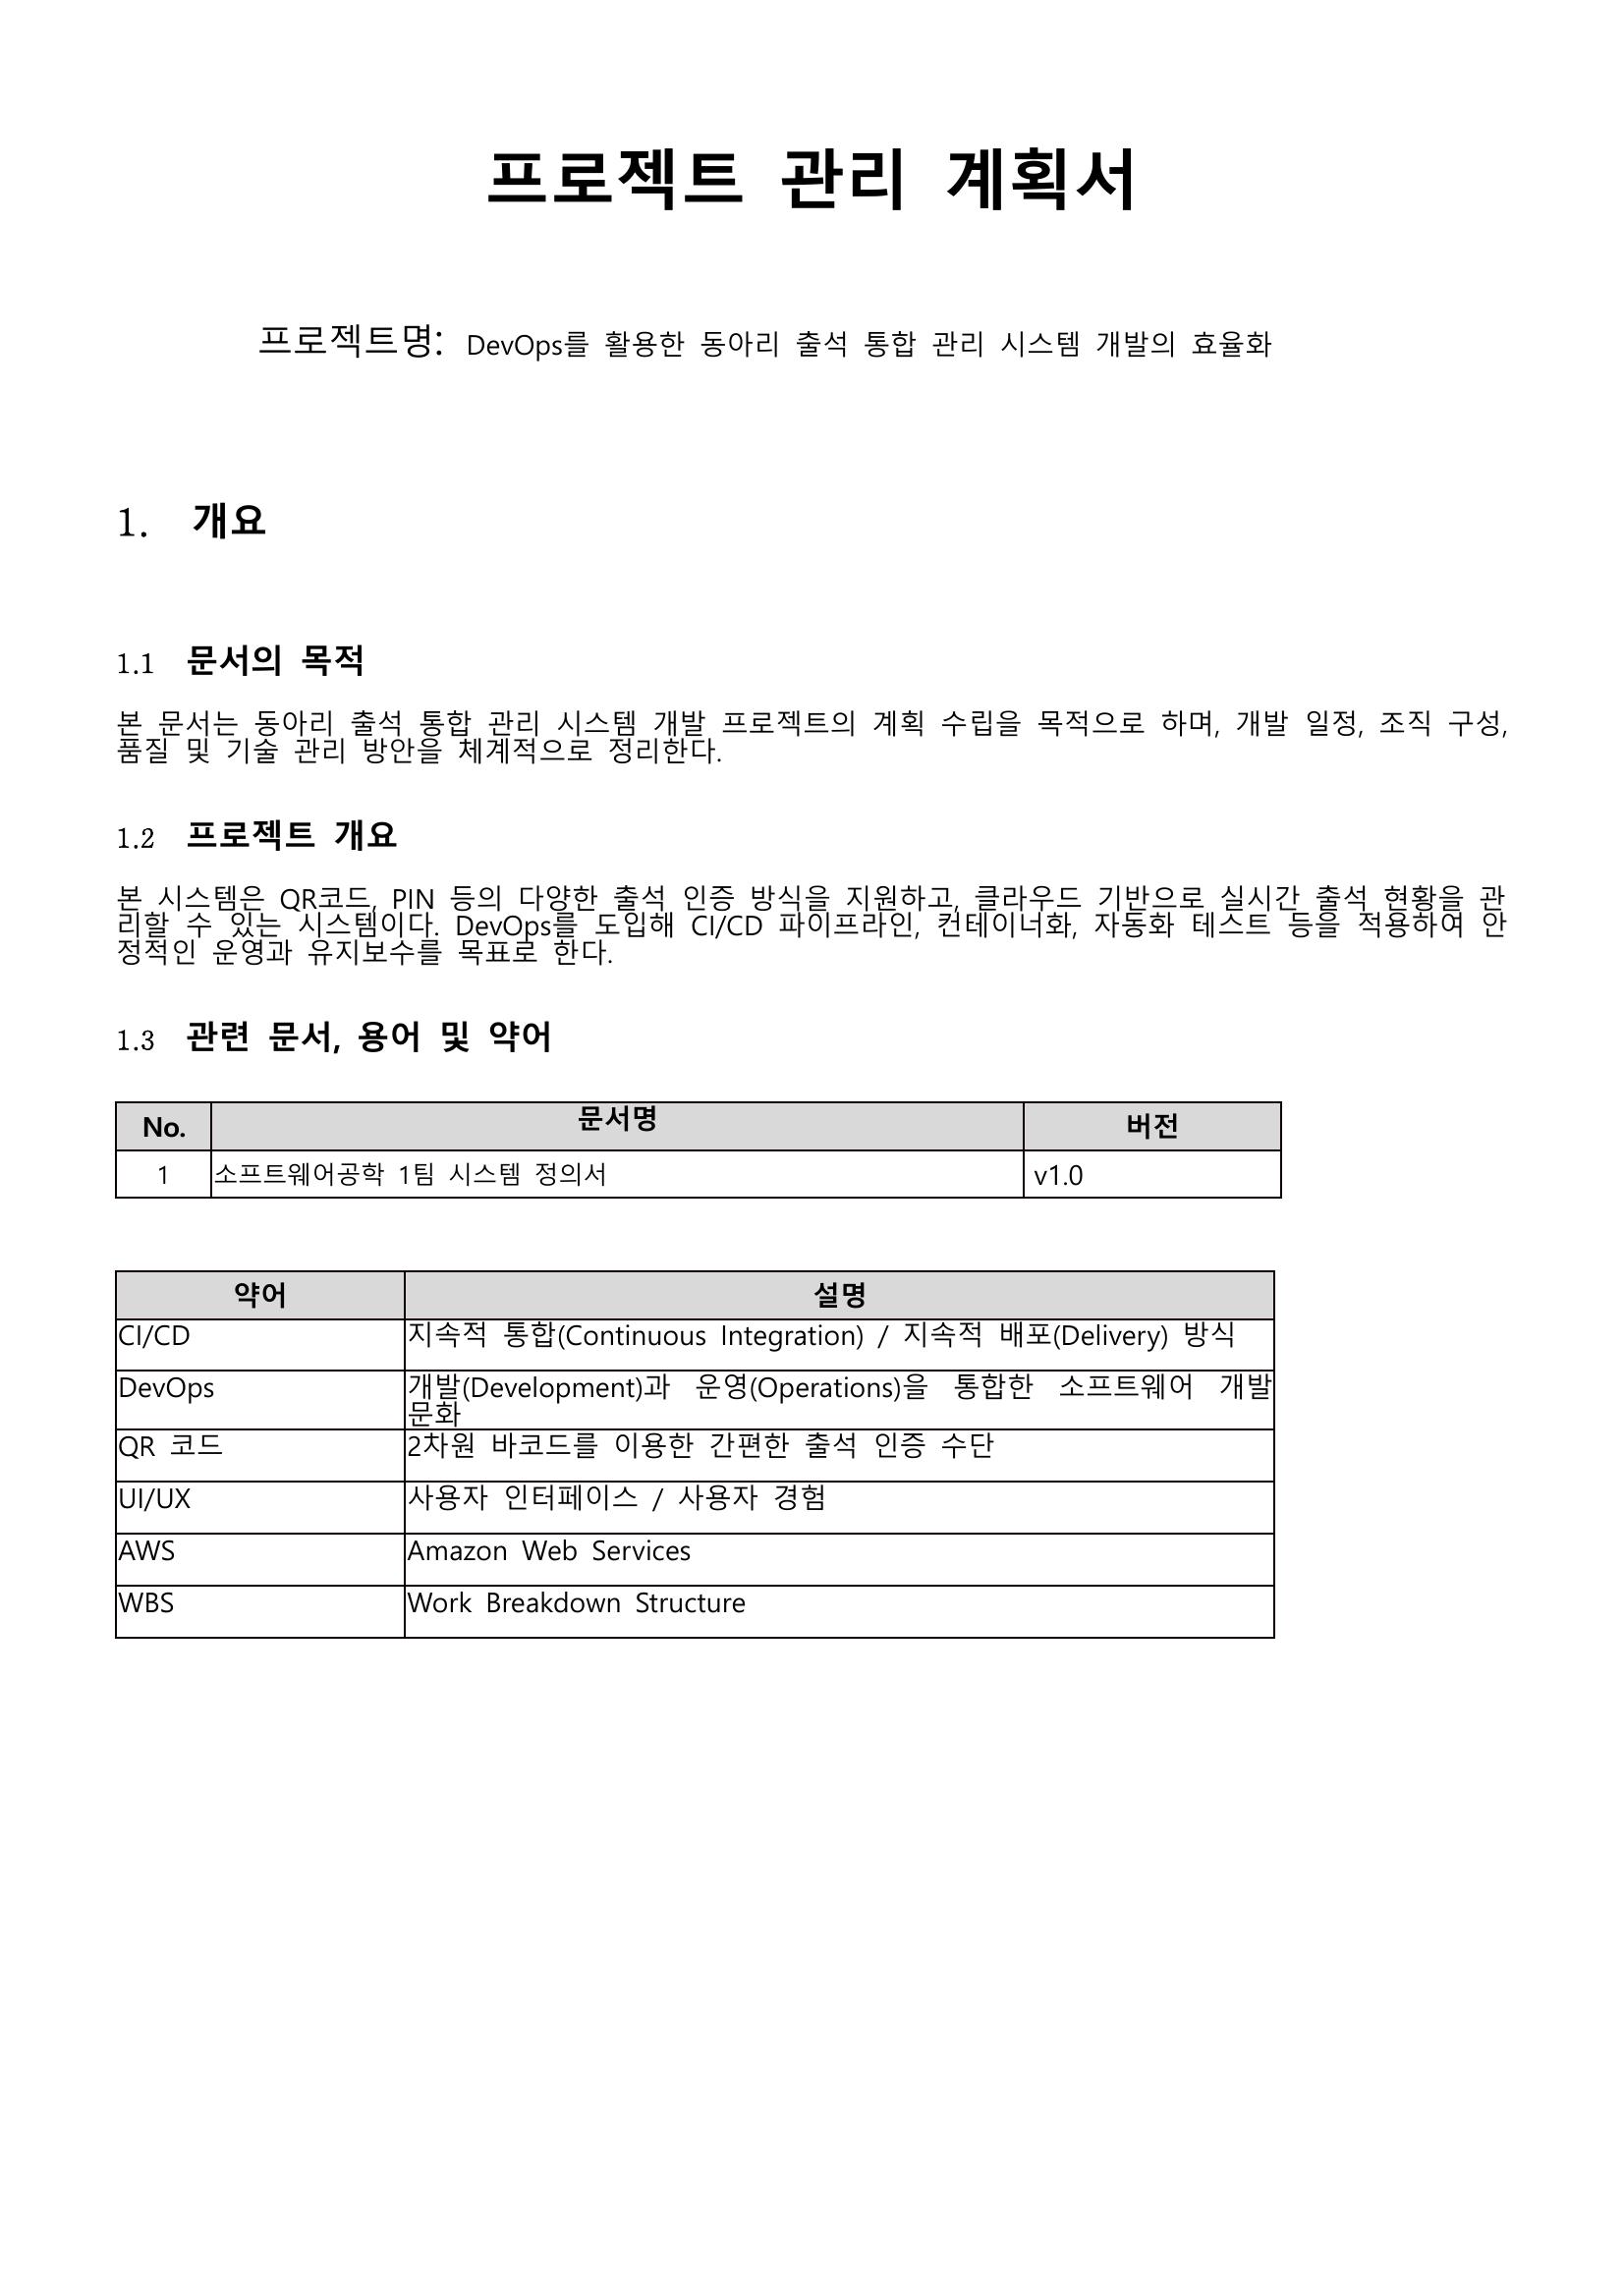 프로젝트 관리 계획서
프로젝트명: DevOps를 활용한 동아리 출석 통합 관리 시스템 개발의 효율화
1. 개요
1.1 문서의 목적
본 문서는 동아리 출석 통합 관리 시스템 개발 프로젝트의 계획 수립을 목적으로 하며, 개발 일정, 조직 구성,
품질 및 기술 관리 방안을 체계적으로 정리한다.
1.2 프로젝트 개요
본 시스템은 QR코드, PIN 등의 다양한 출석 인증 방식을 지원하고, 클라우드 기반으로 실시간 출석 현황을 관
리할 수 있는 시스템이다. DevOps를 도입해 CI/CD 파이프라인, 컨테이너화, 자동화 테스트 등을 적용하여 안
정적인 운영과 유지보수를 목표로 한다.
1.3 관련 문서, 용어 및 약어
No. 문서명 버전
1 소프트웨어공학 1팀 시스템 정의서 v1.0
약어 설명
CI/CD 지속적 통합(Continuous Integration) / 지속적 배포(Delivery) 방식
DevOps 개발(Development)과 운영(Operations)을 통합한 소프트웨어 개발
문화
QR 코드 2차원 바코드를 이용한 간편한 출석 인증 수단
UI/UX 사용자 인터페이스 / 사용자 경험
AWS Amazon Web Services
WBS Work Breakdown Structure